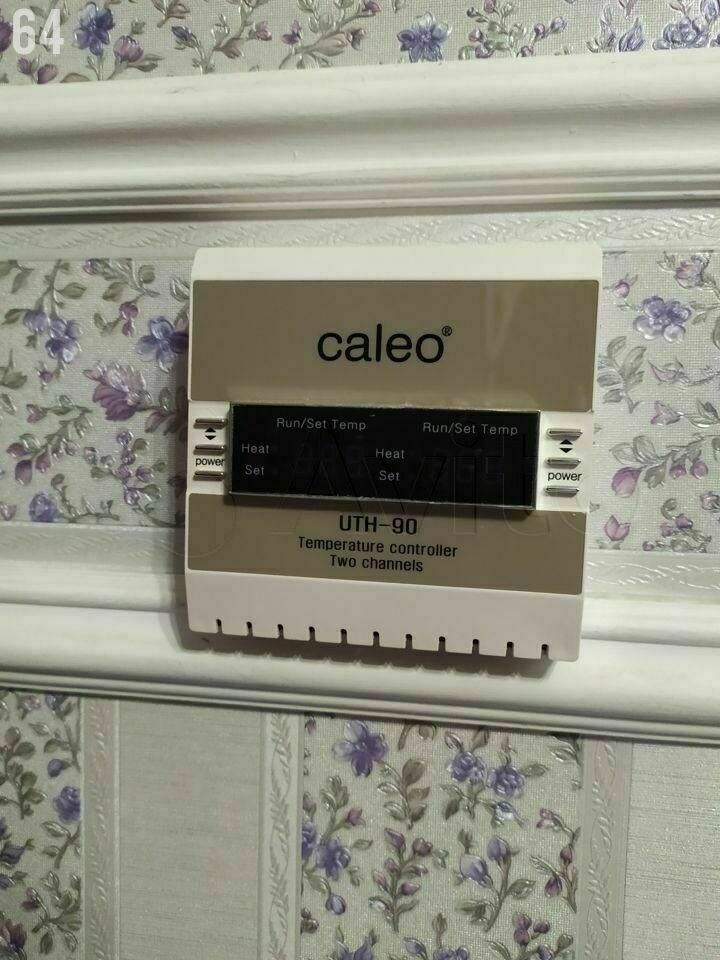 64
caleo®
Run/Set Temp Run/Set Temp
Heat Heat
Set Set
power power
UTH-90
Temperature controller
Two channels
Avito